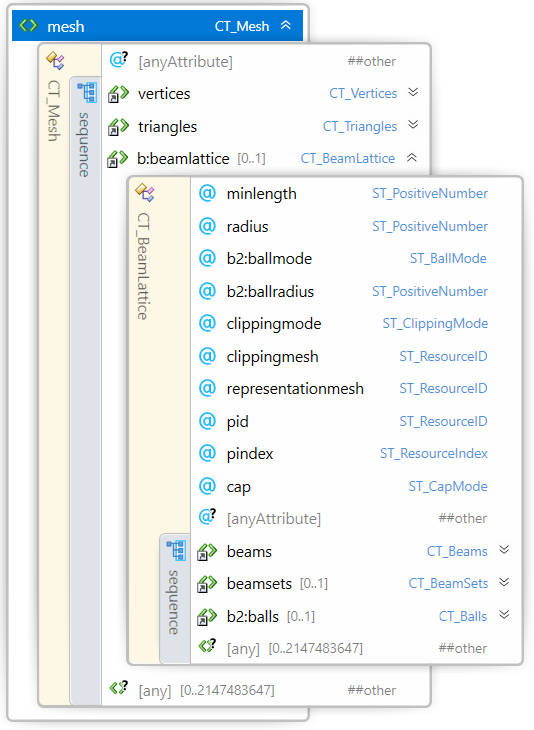 mesh CT_Mesh
CT_Mesh
sequence
[anyAttribute] ##other
vertices CT_Vertices
triangles CT_Triangles
b:beamlattice [0..1] CT_BeamLattice
CT_BeamLattice
minlength ST_PositiveNumber
radius ST_PositiveNumber
b2:ballmode ST_BallMode
b2:ballradius ST_PositiveNumber
clippingmode ST_ClippingMode
clippingmesh ST_ResourceID
representationmesh ST_ResourceID
pid ST_ResourceID
pindex ST_ResourceIndex
cap ST_CapMode
[anyAttribute] ##other
sequence
beams CT_Beams
beamsets [0..1] CT_BeamSets
b2:balls [0..1] CT_Balls
[any] [0..2147483647] ##other
[any] [0..2147483647] ##other